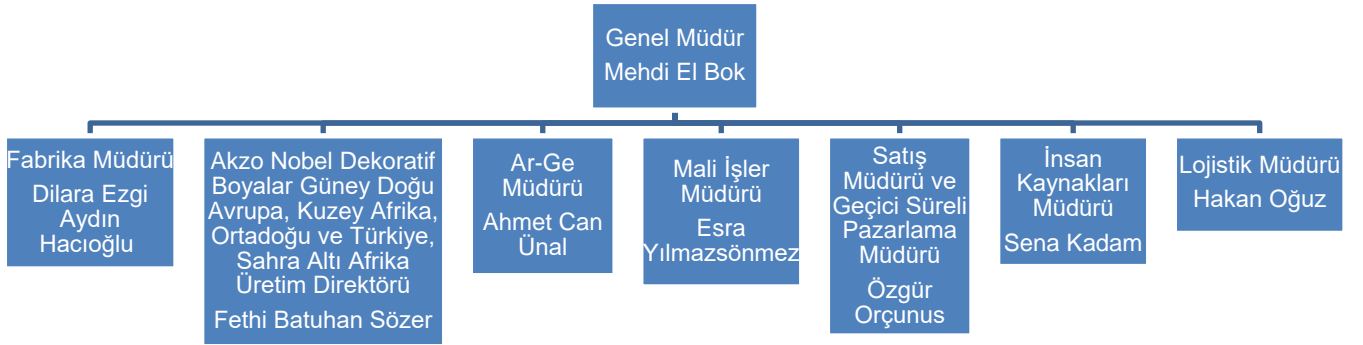 Genel Müdür
Mehdi El Bok
Fabrika Müdürü
Dilara Ezgi
Aydın
Hacıoğlu
Akzo Nobel Dekoratif
Boyalar Güney Doğu
Avrupa, Kuzey Afrika,
Ortadoğu ve Türkiye,
Sahra Altı Afrika
Üretim Direktörü
Fethi Batuhan Sözer
Ar-Ge
Müdürü
Ahmet Can
Ünal
Mali İşler
Müdürü
Esra
Yılmazsönmez
Satış
Müdürü ve
Geçici Süreli
Pazarlama
Müdürü
Özgür
Orçunus
İnsan
Kaynakları
Müdürü
Sena Kadam
Lojistik Müdürü
Hakan Oğuz